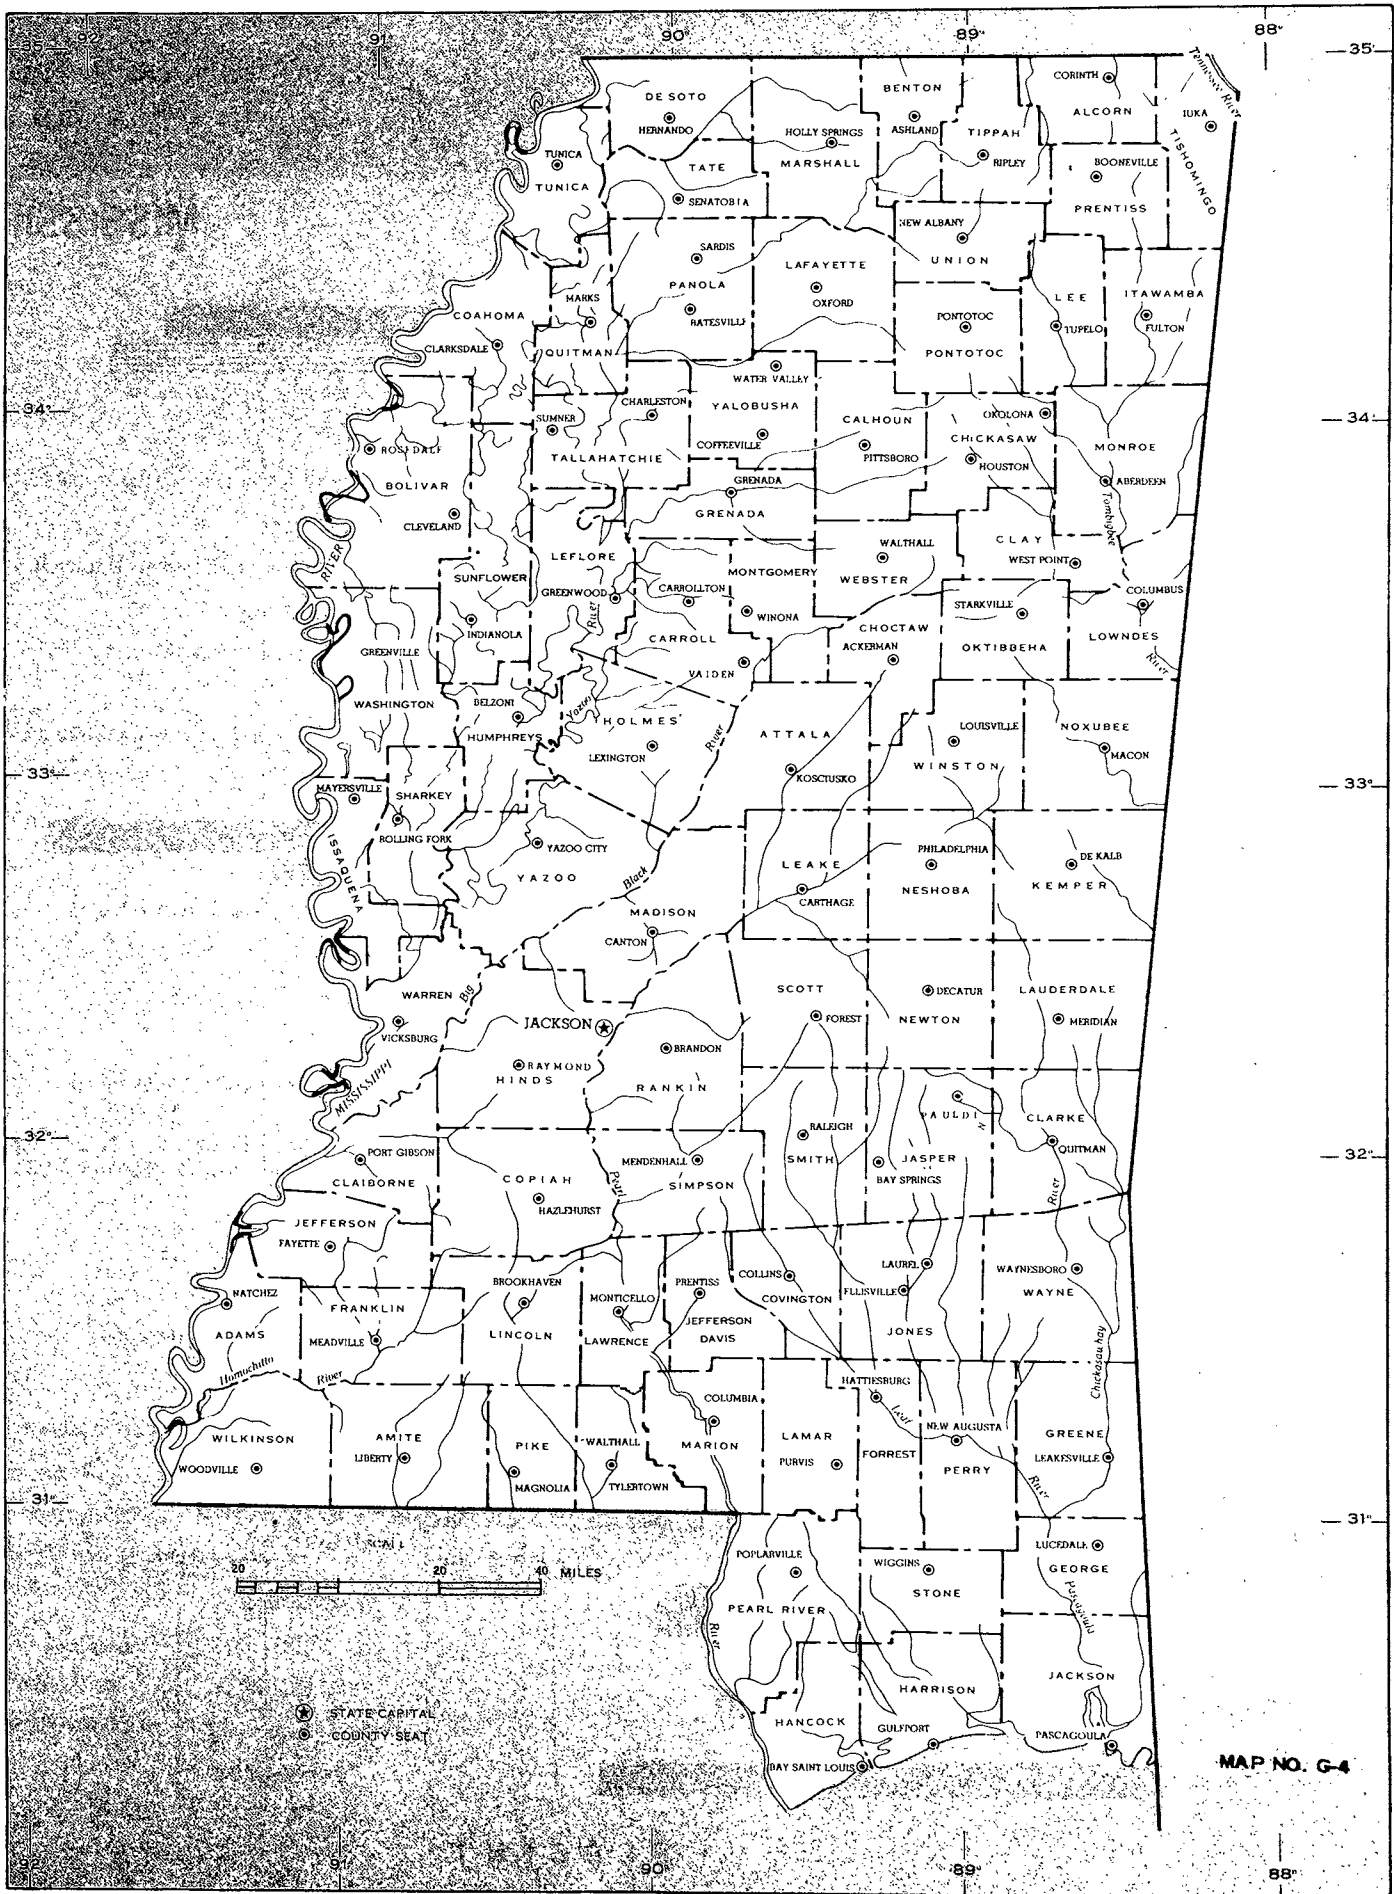 92°
91°
90°
89°
88°
35°
35°
Tennessee River
CORINTH
ALCORN
IUKA
TISHOMINGO
BENTON
ASHLAND
TIPPAH
RIPLEY
BOONEVILLE
PRENTISS
DE SOTO
HERNANDO
HOLLY SPRINGS
MARSHALL
TUNICA
TUNICA
TATE
SENATOBIA
NEW ALBANY
UNION
SARDIS
PANOLA
BATESVILLE
LAFAYETTE
OXFORD
LEE
TUPELO
ITAWAMBA
FULTON
PONTOTOC
PONTOTOC
COAHOMA
CLARKSDALE
MARKS
QUITMAN
WATER VALLEY
YALOBUSHA
COFFEEVILLE
34°
34°
CHARLESTON
SUMNER
TALLAHATCHIE
CALHOUN
PITTSBORO
OKOLONA
CHICKASAW
HOUSTON
MONROE
ABERDEEN
Tombigbee
ROSEDALE
BOLIVAR
CLEVELAND
GRENADA
GRENADA
RIVER
LEFLORE
GREENWOOD
SUNFLOWER
INDIANOLA
River
CARROLLTON
CARROLL
VAIDEN
MONTGOMERY
WINONA
WALTHALL
WEBSTER
CLAY
WEST POINT
COLUMBUS
LOWNDES
River
STARKVILLE
OKTIBBEHA
CHOCTAW
ACKERMAN
GREENVILLE
WASHINGTON
BELZONI
HUMPHREYS
Yazoo
HOLMES
LEXINGTON
River
ATTALA
KOSCIUSKO
LOUISVILLE
WINSTON
NOXUBEE
MACON
33°
33°
MAYERSVILLE
SHARKEY
ROLLING FORK
ISSAQUENA
YAZOO CITY
YAZOO
Black
LEAKE
CARTHAGE
PHILADELPHIA
NESHOBA
DE KALB
KEMPER
MADISON
CANTON
WARREN
Big
VICKSBURG
MISSISSIPPI
JACKSON
RAYMOND
HINDS
BRANDON
RANKIN
SCOTT
FOREST
DECATUR
NEWTON
LAUDERDALE
MERIDIAN
32°
32°
PORT GIBSON
CLAIBORNE
COPIAH
HAZLEHURST
Pearl
MENDENHALL
SIMPSON
RALEIGH
SMITH
PAULDIN
JASPER
BAY SPRINGS
CLARKE
QUITMAN
River
JEFFERSON
FAYETTE
NATCHEZ
ADAMS
FRANKLIN
MEADVILLE
BROOKHAVEN
LINCOLN
MONTICELLO
LAWRENCE
PRENTISS
JEFFERSON
DAVIS
COLLINS
COVINGTON
LAUREL
ELLISVILLE
JONES
WAYNESBORO
WAYNE
Chickasauhay
Homochitto
River
WILKINSON
WOODVILLE
AMITE
LIBERTY
PIKE
MAGNOLIA
WALTHALL
TYLERTOWN
COLUMBIA
MARION
LAMAR
PURVIS
HATTIESBURG
Leaf
FORREST
NEW AUGUSTA
PERRY
River
GREENE
LEAKESVILLE
31°
31°
SCALE
20
20
40
MILES
POPLARVILLE
PEARL RIVER
River
WIGGINS
STONE
LUCEDALE
GEORGE
Pascagoula
JACKSON
PASCAGOULA
HARRISON
GULFPORT
HANCOCK
BAY SAINT LOUIS
STATE CAPITAL
COUNTY SEAT
MAP NO. G-4
92°
91°
90°
89°
88°